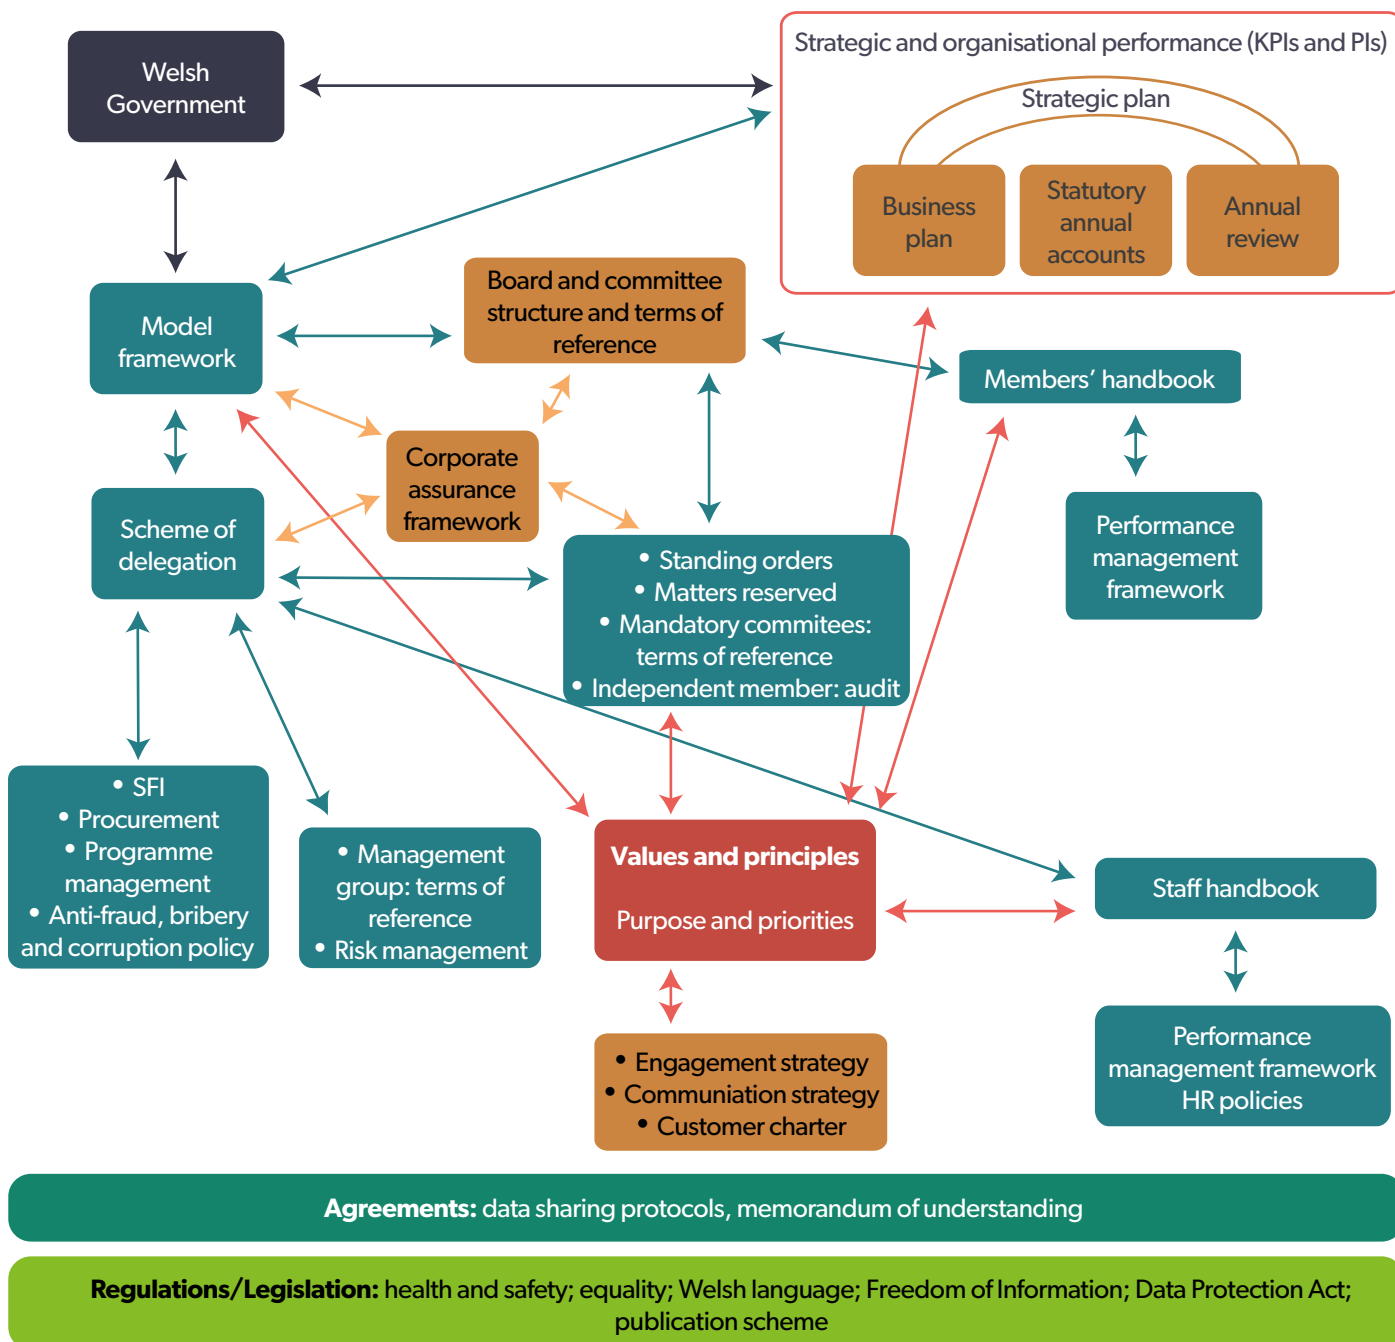 Welsh
Government
Strategic and organisational performance (KPIs and PIs)
Strategic plan
Business
plan
Statutory
annual
accounts
Annual
review
Board and committee
structure and terms of
reference
Model
framework
Members’ handbook
Corporate
assurance
framework
Scheme of
delegation
Performance
management
framework
• Standing orders
• Matters reserved
• Mandatory commitees:
terms of reference
• Independent member: audit
• SFI
• Procurement
• Programme
management
• Anti-fraud, bribery
and corruption policy
• Management
group: terms of
reference
• Risk management
Values and principles
Purpose and priorities
Staff handbook
• Engagement strategy
• Communiation strategy
• Customer charter
Performance
management framework
HR policies
Agreements: data sharing protocols, memorandum of understanding
Regulations/Legislation: health and safety; equality; Welsh language; Freedom of Information; Data Protection Act;
publication scheme